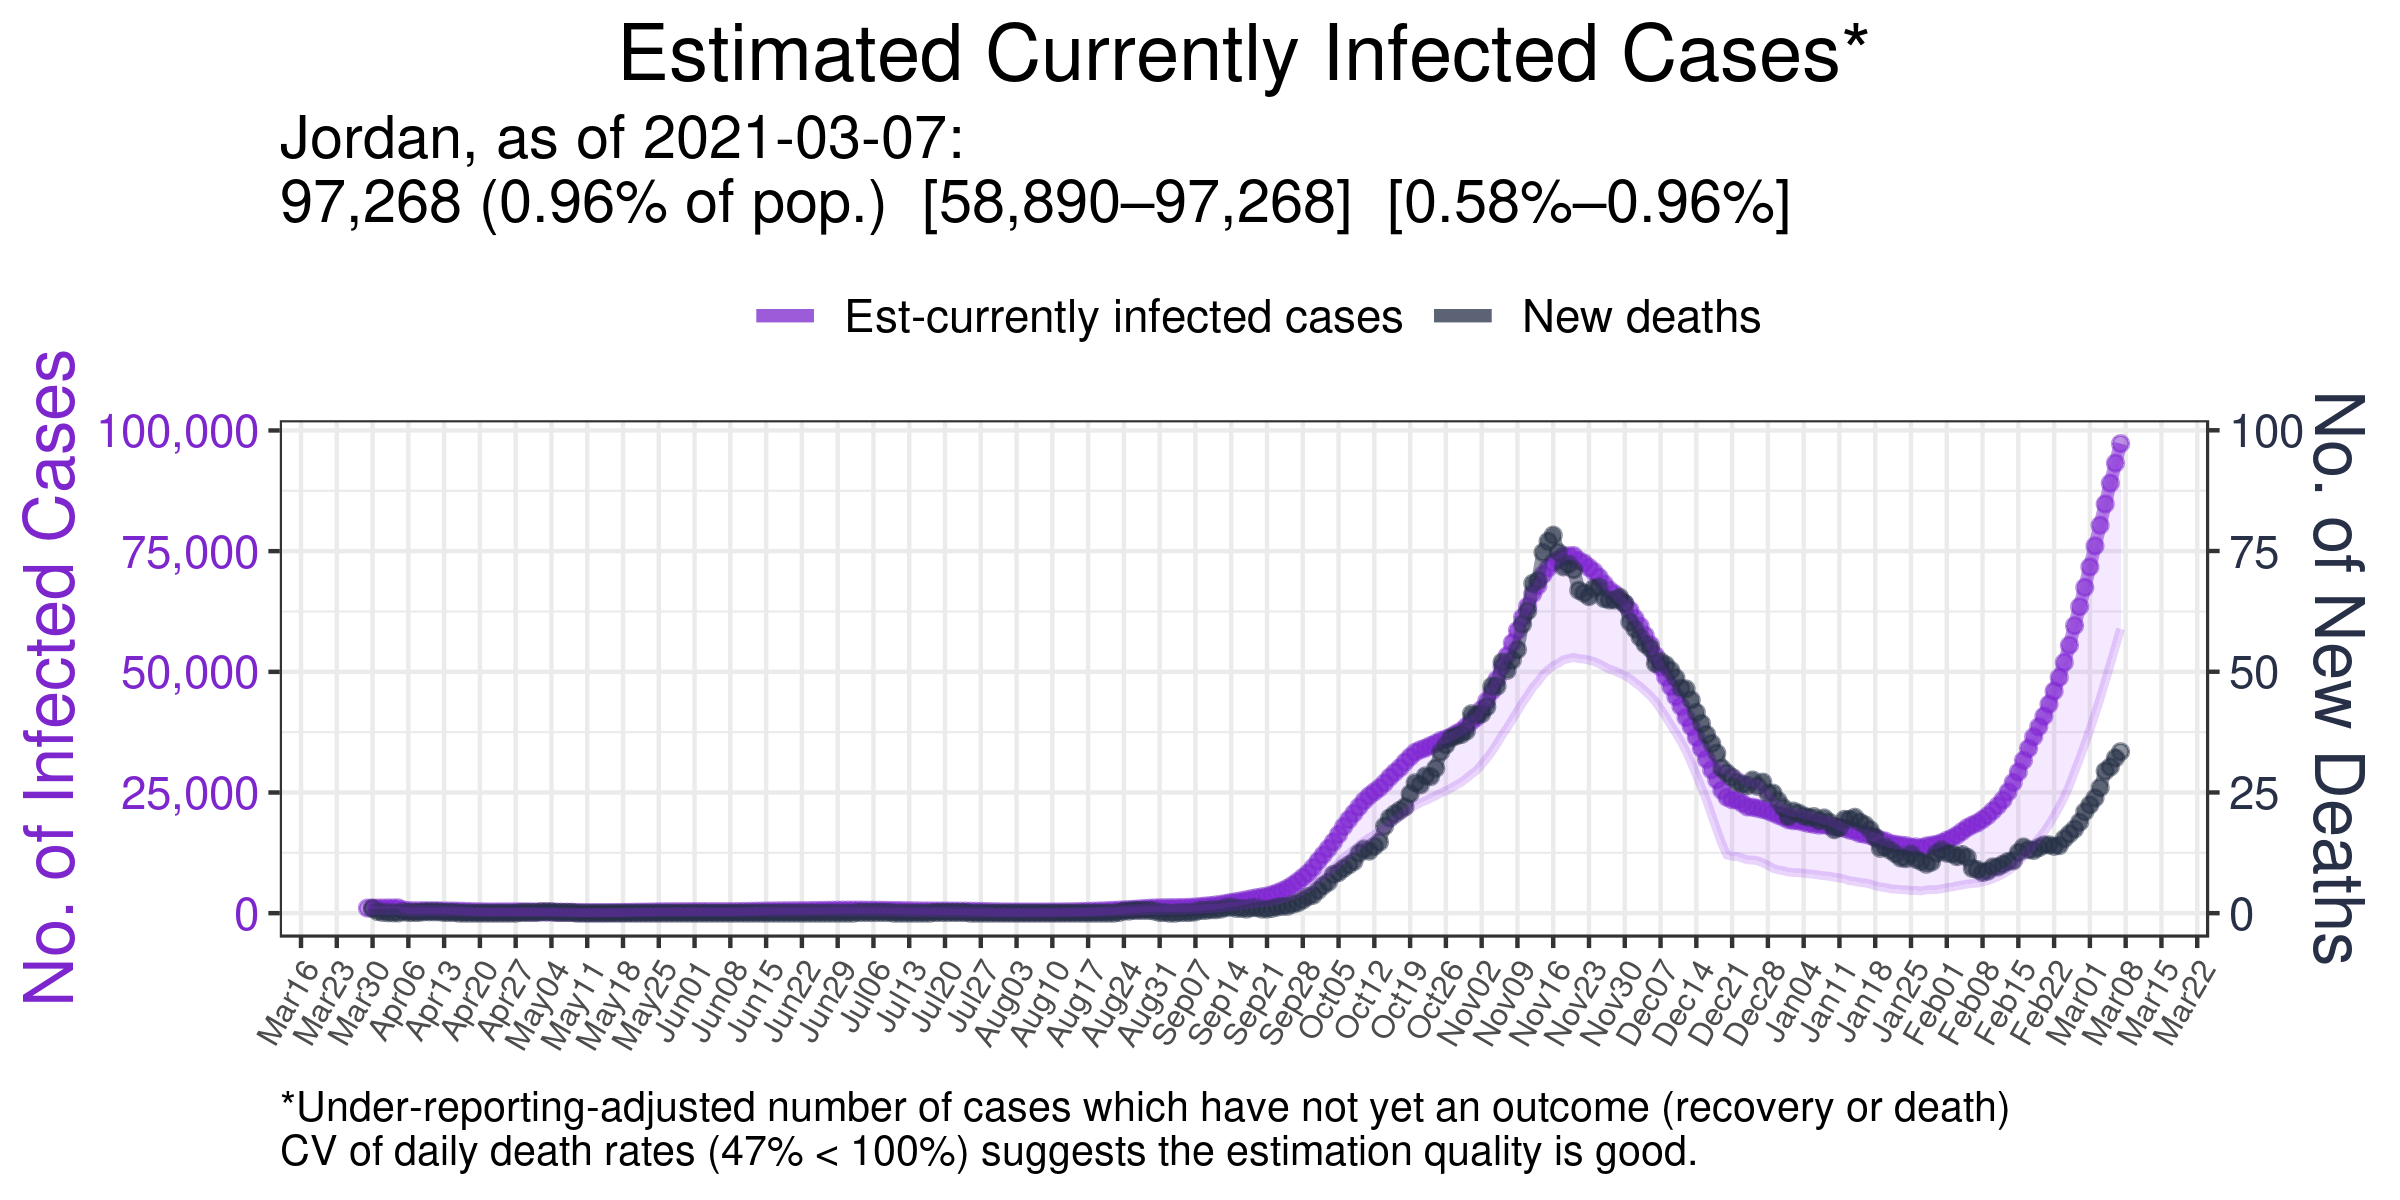 Estimated Currently Infected Cases*
Jordan, as of 2021-03-07:
97,268 (0.96% of pop.)  [58,890–97,268]  [0.58%–0.96%]
Est-currently infected cases
New deaths
No. of Infected Cases
100,000
75,000
50,000
25,000
0
100
75
50
25
0
No. of New Deaths
Mar16
Mar23
Mar30
Apr06
Apr13
Apr20
Apr27
May04
May11
May18
May25
Jun01
Jun08
Jun15
Jun22
Jun29
Jul06
Jul13
Jul20
Jul27
Aug03
Aug10
Aug17
Aug24
Aug31
Sep07
Sep14
Sep21
Sep28
Oct05
Oct12
Oct19
Oct26
Nov02
Nov09
Nov16
Nov23
Nov30
Dec07
Dec14
Dec21
Dec28
Jan04
Jan11
Jan18
Jan25
Feb01
Feb08
Feb15
Feb22
Mar01
Mar08
Mar15
Mar22
*Under-reporting-adjusted number of cases which have not yet an outcome (recovery or death)
CV of daily death rates (47% < 100%) suggests the estimation quality is good.